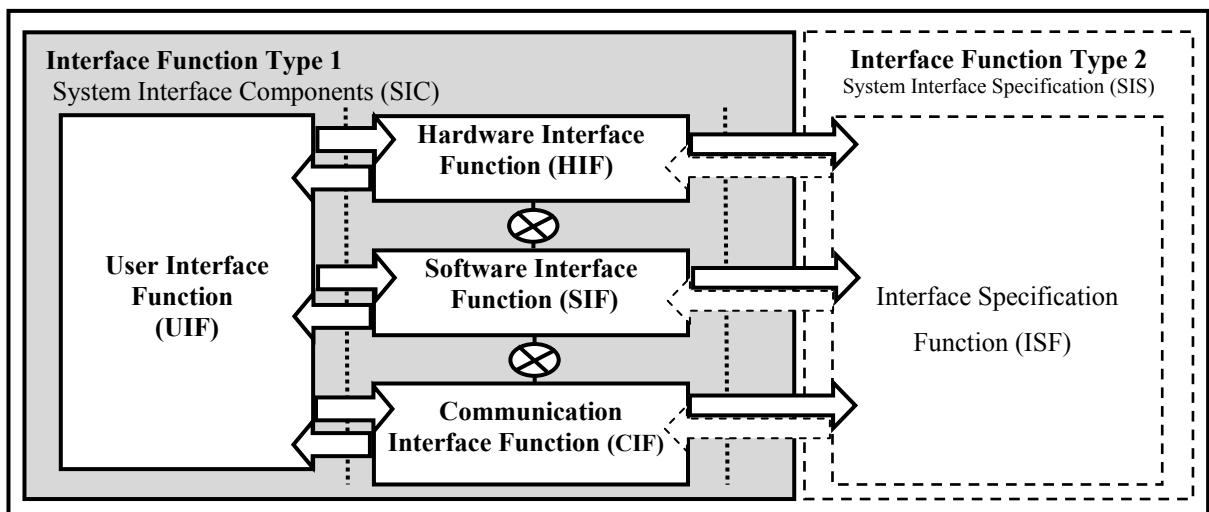 Interface Function Type 1
System Interface Components (SIC)
User Interface
Function
(UIF)
Hardware Interface
Function (HIF)
Software Interface
Function (SIF)
Communication
Interface Function (CIF)
Interface Function Type 2
System Interface Specification (SIS)
Interface Specification
Function (ISF)